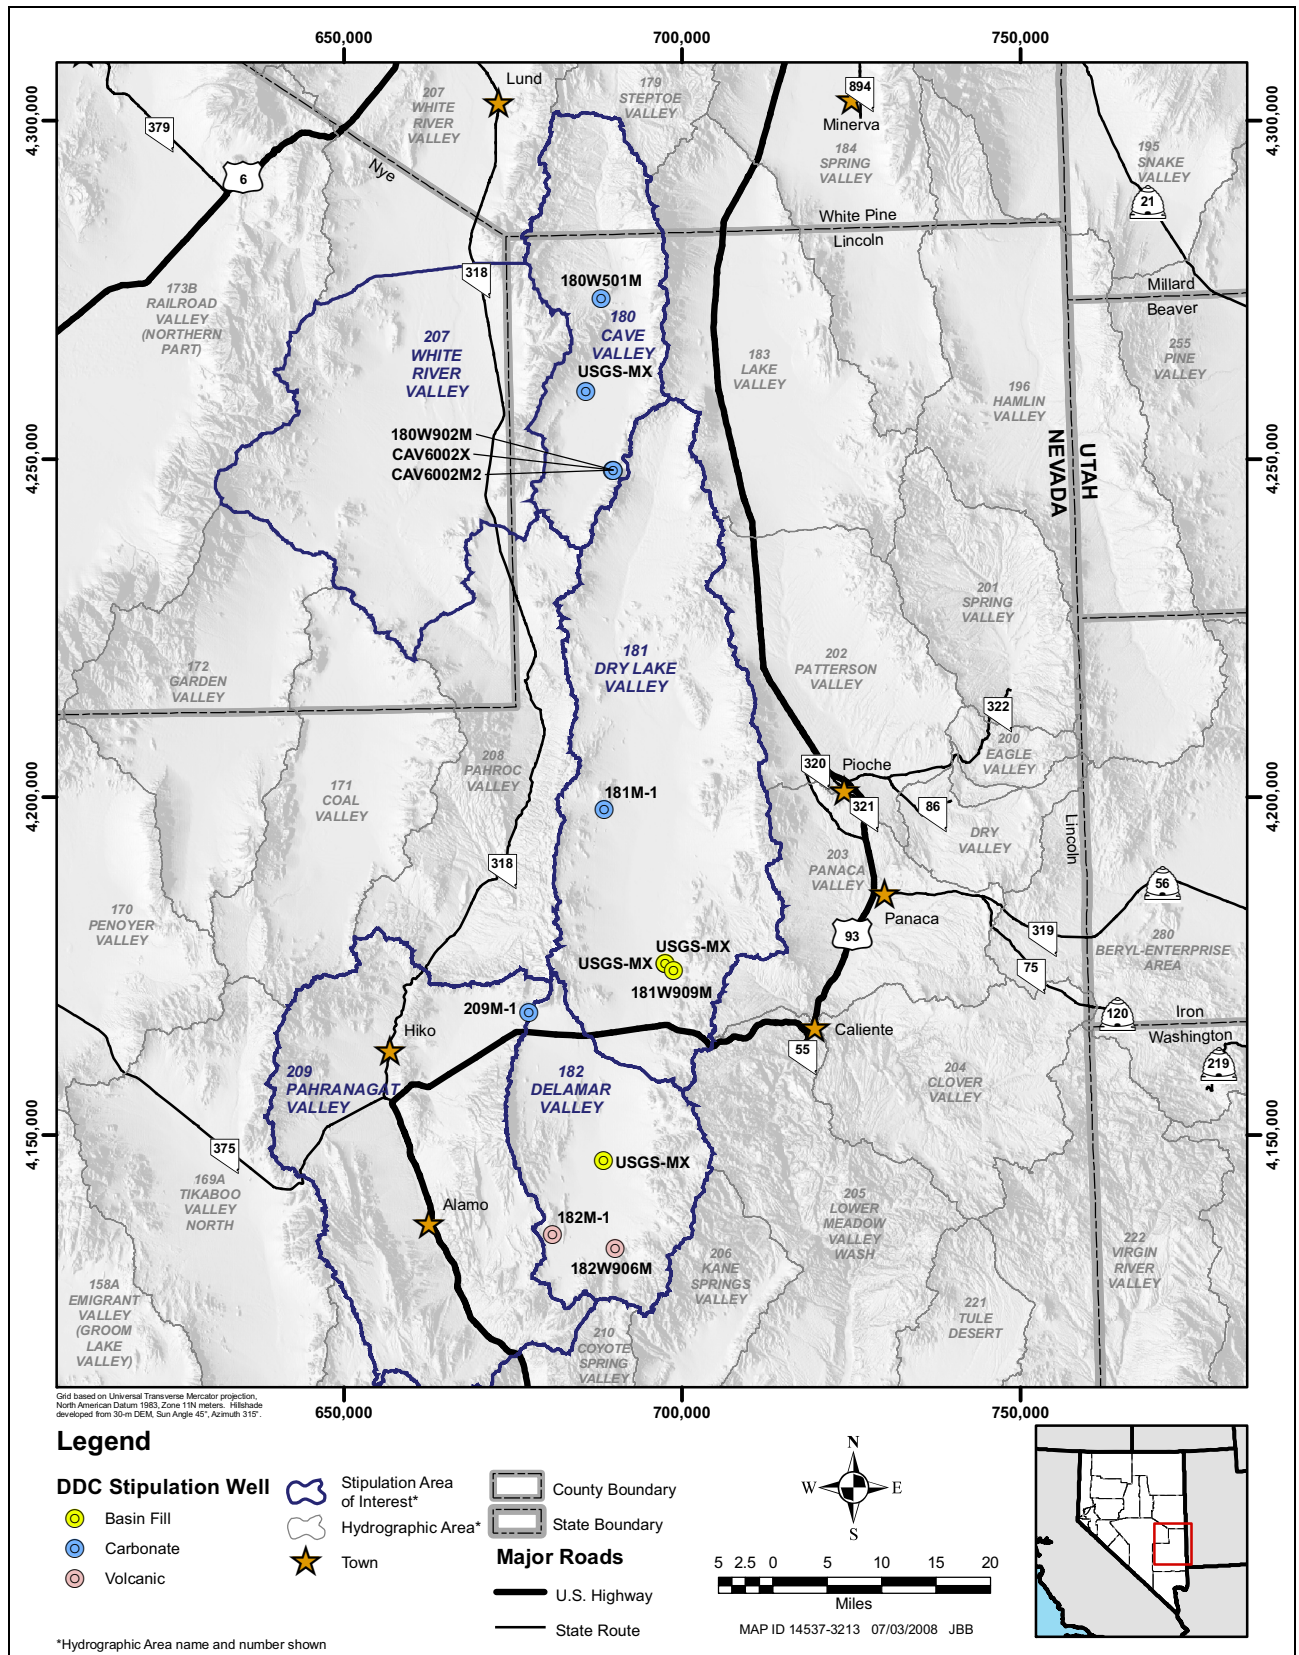 650,000
700,000
750,000
4,300,000
4,300,000
Lund
894
Minerva
379
6
Nye
207
WHITE
RIVER
VALLEY
179
STEPTOE
VALLEY
184
SPRING
VALLEY
195
SNAKE
VALLEY
21
White Pine
Lincoln
318
Millard
Beaver
173B
RAILROAD
VALLEY
(NORTHERN
PART)
180W501M
180
CAVE
VALLEY
207
WHITE
RIVER
VALLEY
USGS-MX
183
LAKE
VALLEY
255
PINE
VALLEY
196
HAMLIN
VALLEY
180W902M
CAV6002X
CAV6002M2
UTAH
NEVADA
4,250,000
4,250,000
201
SPRING
VALLEY
181
DRY LAKE
VALLEY
202
PATTERSON
VALLEY
172
GARDEN
VALLEY
322
200
EAGLE
VALLEY
208
PAHROC
VALLEY
320
Pioche
171
COAL
VALLEY
181M-1
321
86
DRY
VALLEY
Lincoln
4,200,000
4,200,000
318
203
PANACA
VALLEY
56
Panaca
170
PENOYER
VALLEY
93
319
280
BERYL-ENTERPRISE
AREA
USGS-MX
USGS-MX
181W909M
75
209M-1
120
Iron
Washington
Hiko
Caliente
55
219
209
PAHRANAGAT
VALLEY
182
DELAMAR
VALLEY
204
CLOVER
VALLEY
4,150,000
4,150,000
375
USGS-MX
169A
TIKABOO
VALLEY
NORTH
Alamo
182M-1
182W906M
205
LOWER
MEADOW
VALLEY
WASH
206
KANE
SPRINGS
VALLEY
222
VIRGIN
RIVER
VALLEY
158A
EMIGRANT
VALLEY
(GROOM
LAKE
VALLEY)
221
TULE
DESERT
210
COYOTE
SPRING
VALLEY
650,000
700,000
750,000
Grid based on Universal Transverse Mercator projection,
North American Datum 1983, Zone 11N meters. Hillshade
developed from 30-m DEM, Sun Angle 45°, Azimuth 315°.
Legend
DDC Stipulation Well
Basin Fill
Carbonate
Volcanic
Stipulation Area
of Interest*
Hydrographic Area*
Town
County Boundary
State Boundary
Major Roads
U.S. Highway
State Route
N
W
E
S
5 2.5 0 5 10 15 20
Miles
MAP ID 14537-3213 07/03/2008 JBB
*Hydrographic Area name and number shown